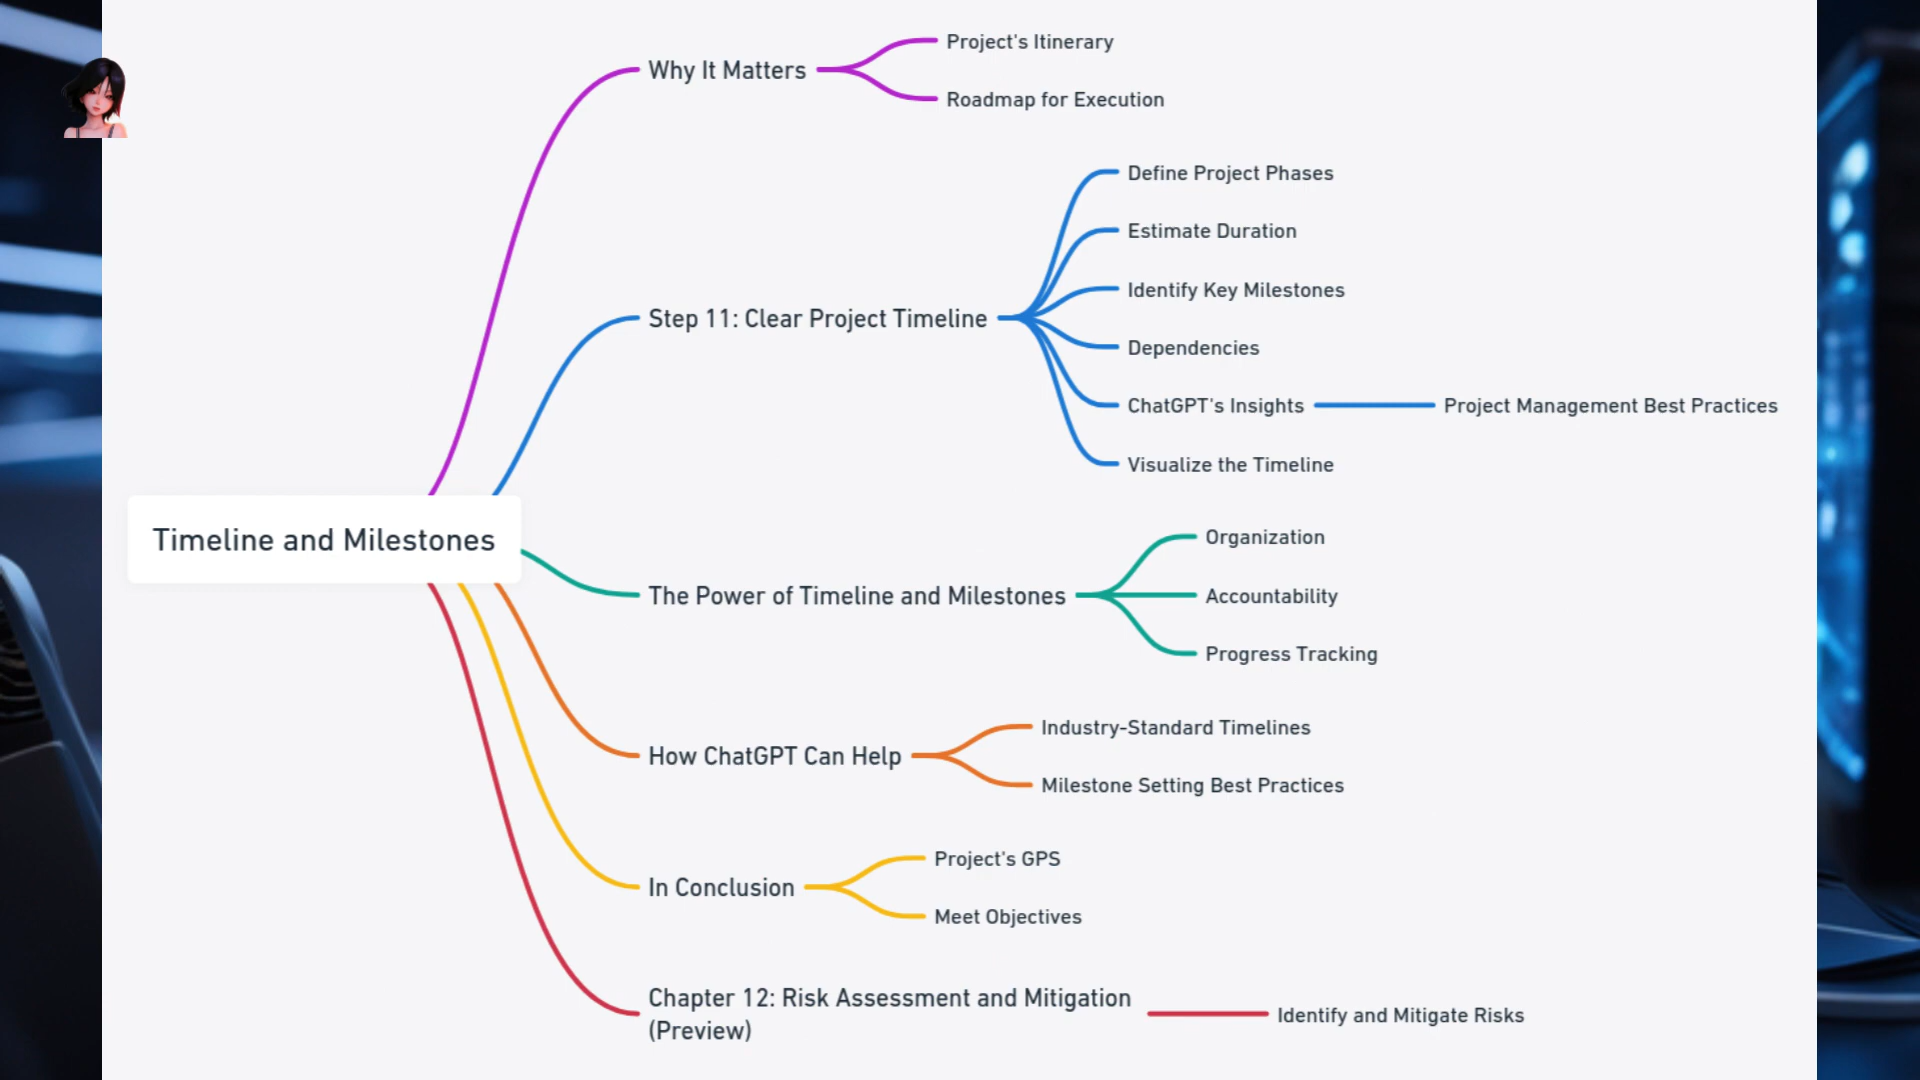 Timeline and Milestones
Why It Matters
Project's Itinerary
Roadmap for Execution
Step 11: Clear Project Timeline
Define Project Phases
Estimate Duration
Identify Key Milestones
Dependencies
ChatGPT's Insights
Project Management Best Practices
Visualize the Timeline
The Power of Timeline and Milestones
Organization
Accountability
Progress Tracking
How ChatGPT Can Help
Industry-Standard Timelines
Milestone Setting Best Practices
In Conclusion
Project's GPS
Meet Objectives
Chapter 12: Risk Assessment and Mitigation
(Preview)
Identify and Mitigate Risks